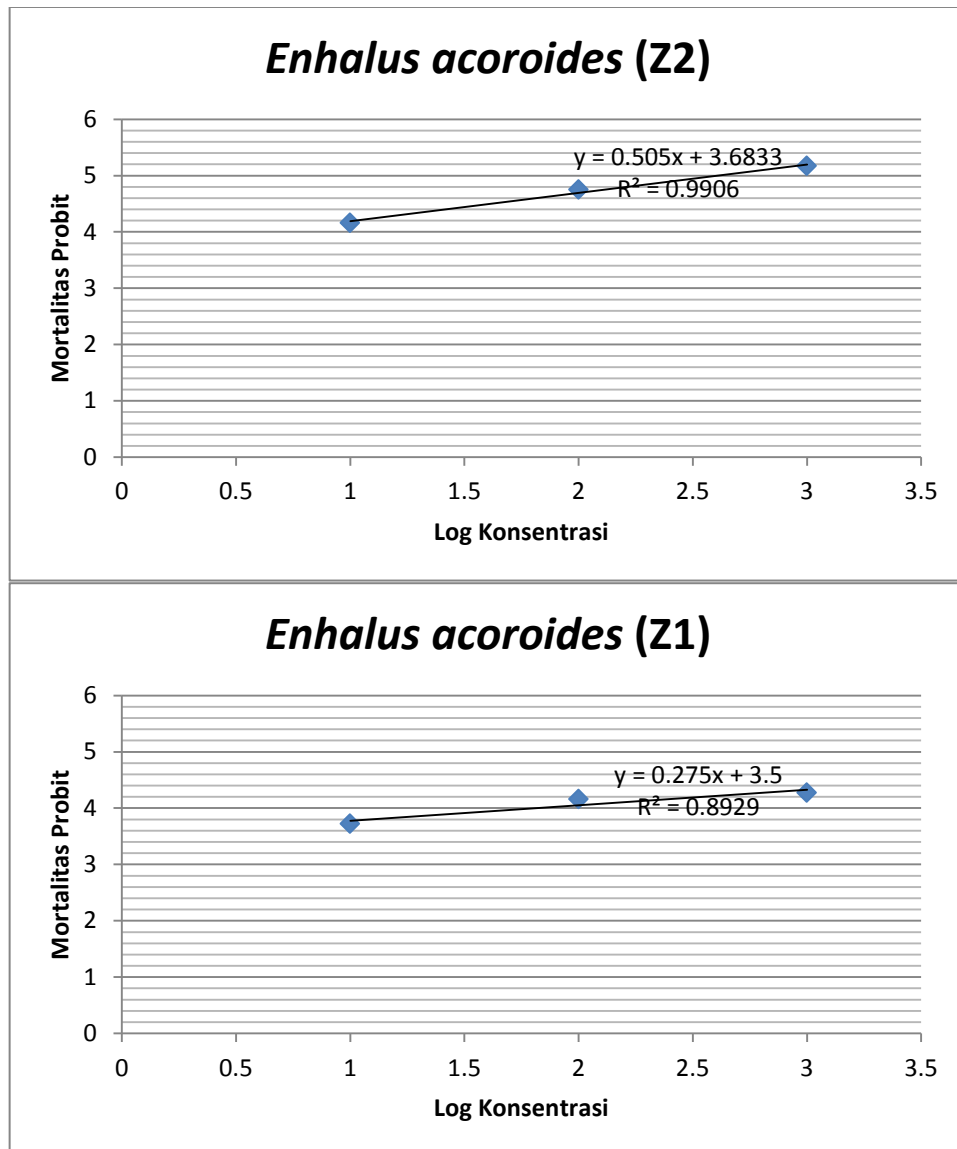 Enhalus acoroides (Z2)
6
5
4
3
2
1
0
y = 0.505x + 3.6833
R² = 0.9906
Mortalitas Probit
0 0.5 1 1.5 2 2.5 3 3.5
Log Konsentrasi
Enhalus acoroides (Z1)
6
5
4
3
2
1
0
y = 0.275x + 3.5
R² = 0.8929
Mortalitas Probit
0 0.5 1 1.5 2 2.5 3 3.5
Log Konsentrasi